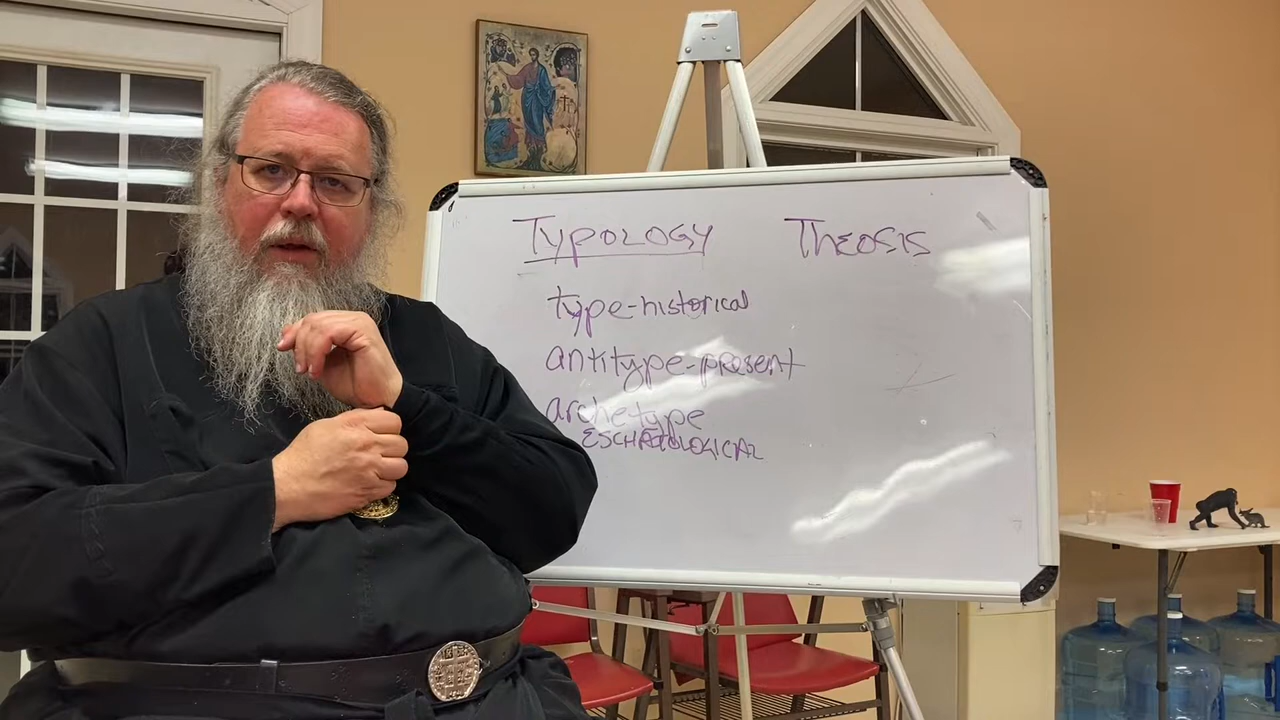 TYPOLOGY THEOSIS
type-historical
antitype-present
archetype
ESCHATOLOGICAL